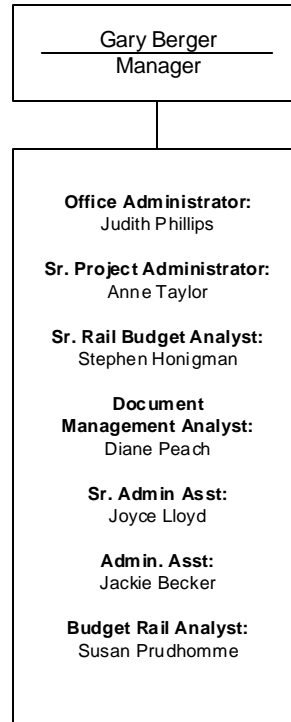 Gary Berger
Manager
Office Administrator:
Judith Phillips
Sr. Project Administrator:
Anne Taylor
Sr. Rail Budget Analyst:
Stephen Honigman
Document
Management Analyst:
Diane Peach
Sr. Admin Asst:
Joyce Lloyd
Admin. Asst:
Jackie Becker
Budget Rail Analyst:
Susan Prudhomme